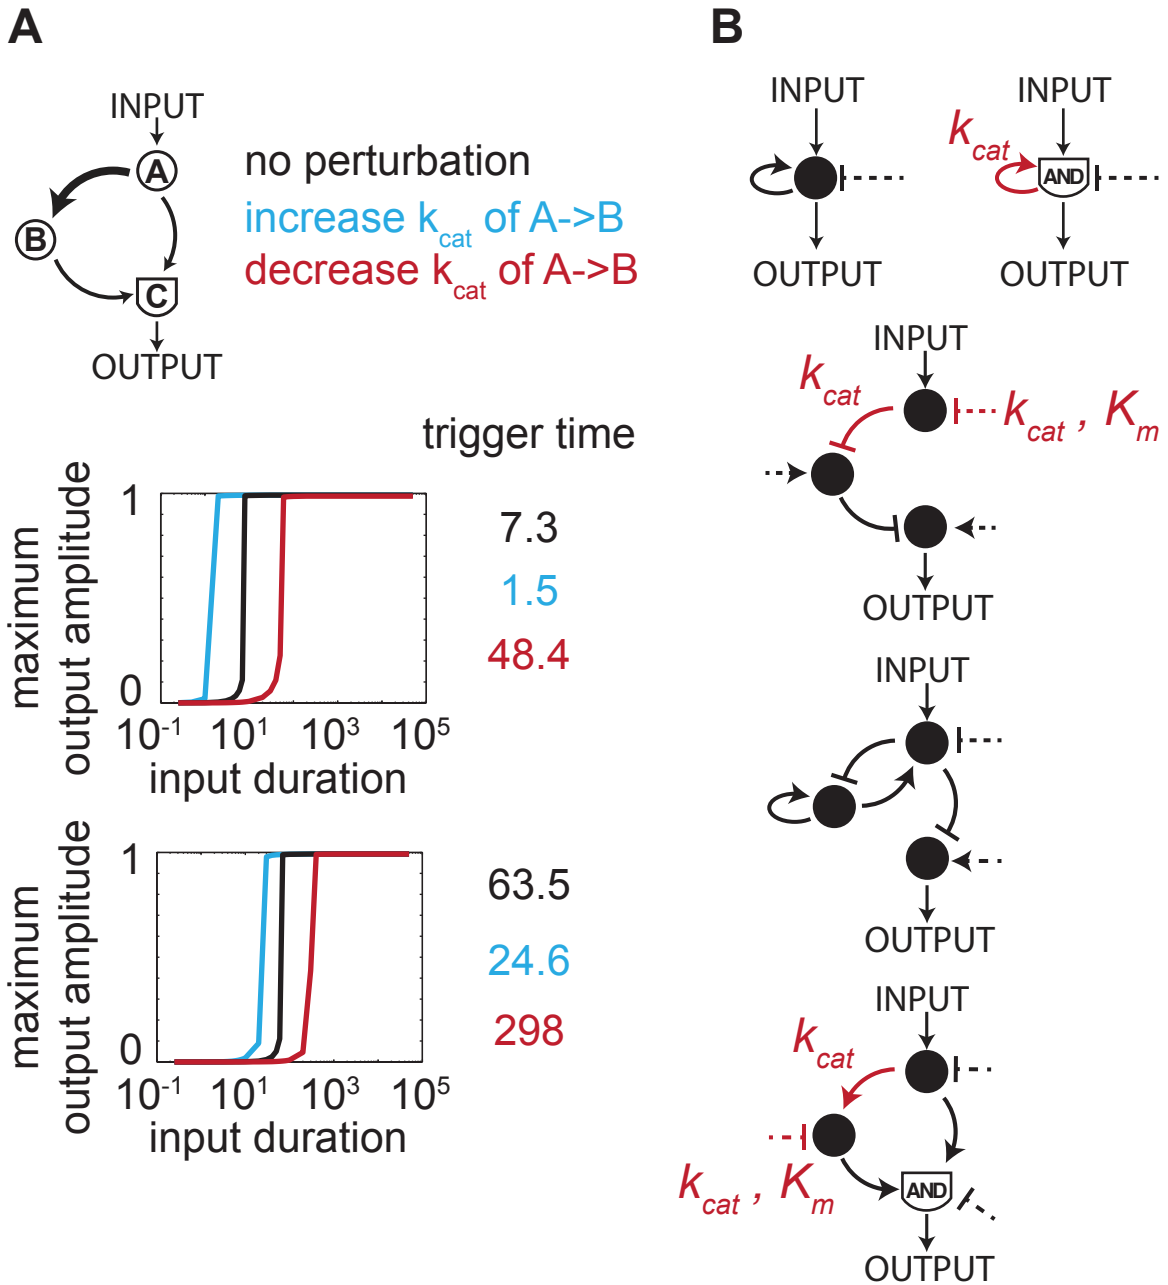 A
INPUT
A
B
C
OUTPUT
no perturbation
increase kcat of A->B
decrease kcat of A->B
trigger time
maximum
output amplitude
1
0
10-1
101
103
105
input duration
7.3
1.5
48.4
maximum
output amplitude
1
0
10-1
101
103
105
input duration
63.5
24.6
298
B
INPUT
OUTPUT
INPUT
kcat
AND
OUTPUT
INPUT
kcat
kcat , Km
OUTPUT
INPUT
OUTPUT
INPUT
kcat
kcat , Km
AND
OUTPUT